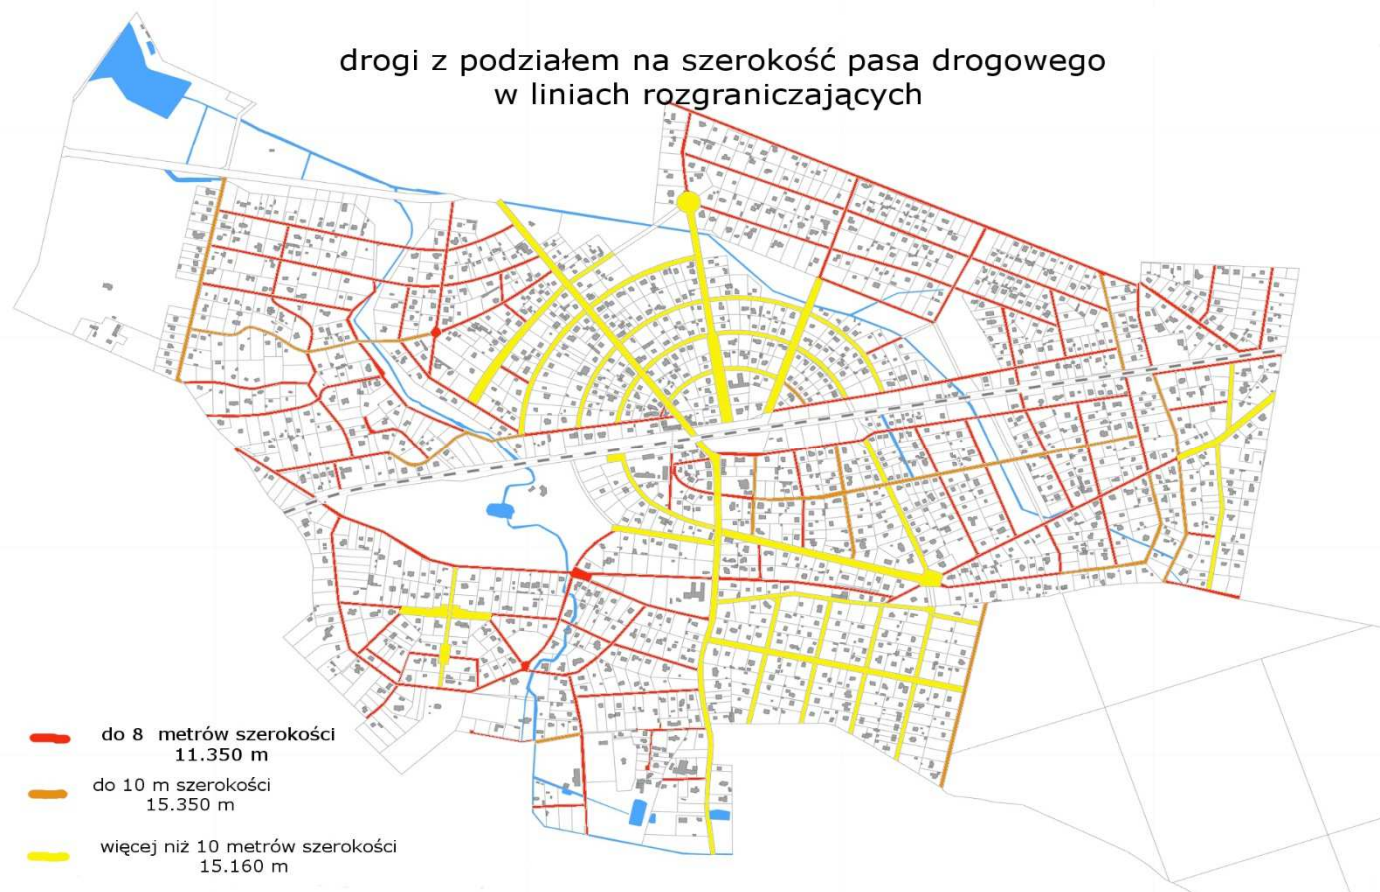 drogi z podziałem na szerokość pasa drogowego
w liniach rozgraniczających
do 8 metrów szerokości
11.350 m
do 10 m szerokości
15.350 m
więcej niż 10 metrów szerokości
15.160 m